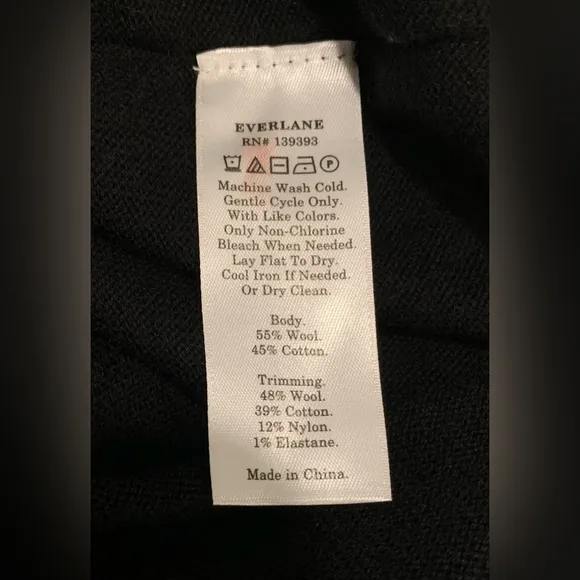 EVERLANE
RN# 139393
P
Machine Wash Cold.
Gentle Cycle Only.
With Like Colors.
Only Non-Chlorine
Bleach When Needed.
Lay Flat To Dry.
Cool Iron If Needed.
Or Dry Clean.
Body.
55% Wool.
45% Cotton.
Trimming.
48% Wool.
39% Cotton.
12% Nylon.
1% Elastane.
Made in China.